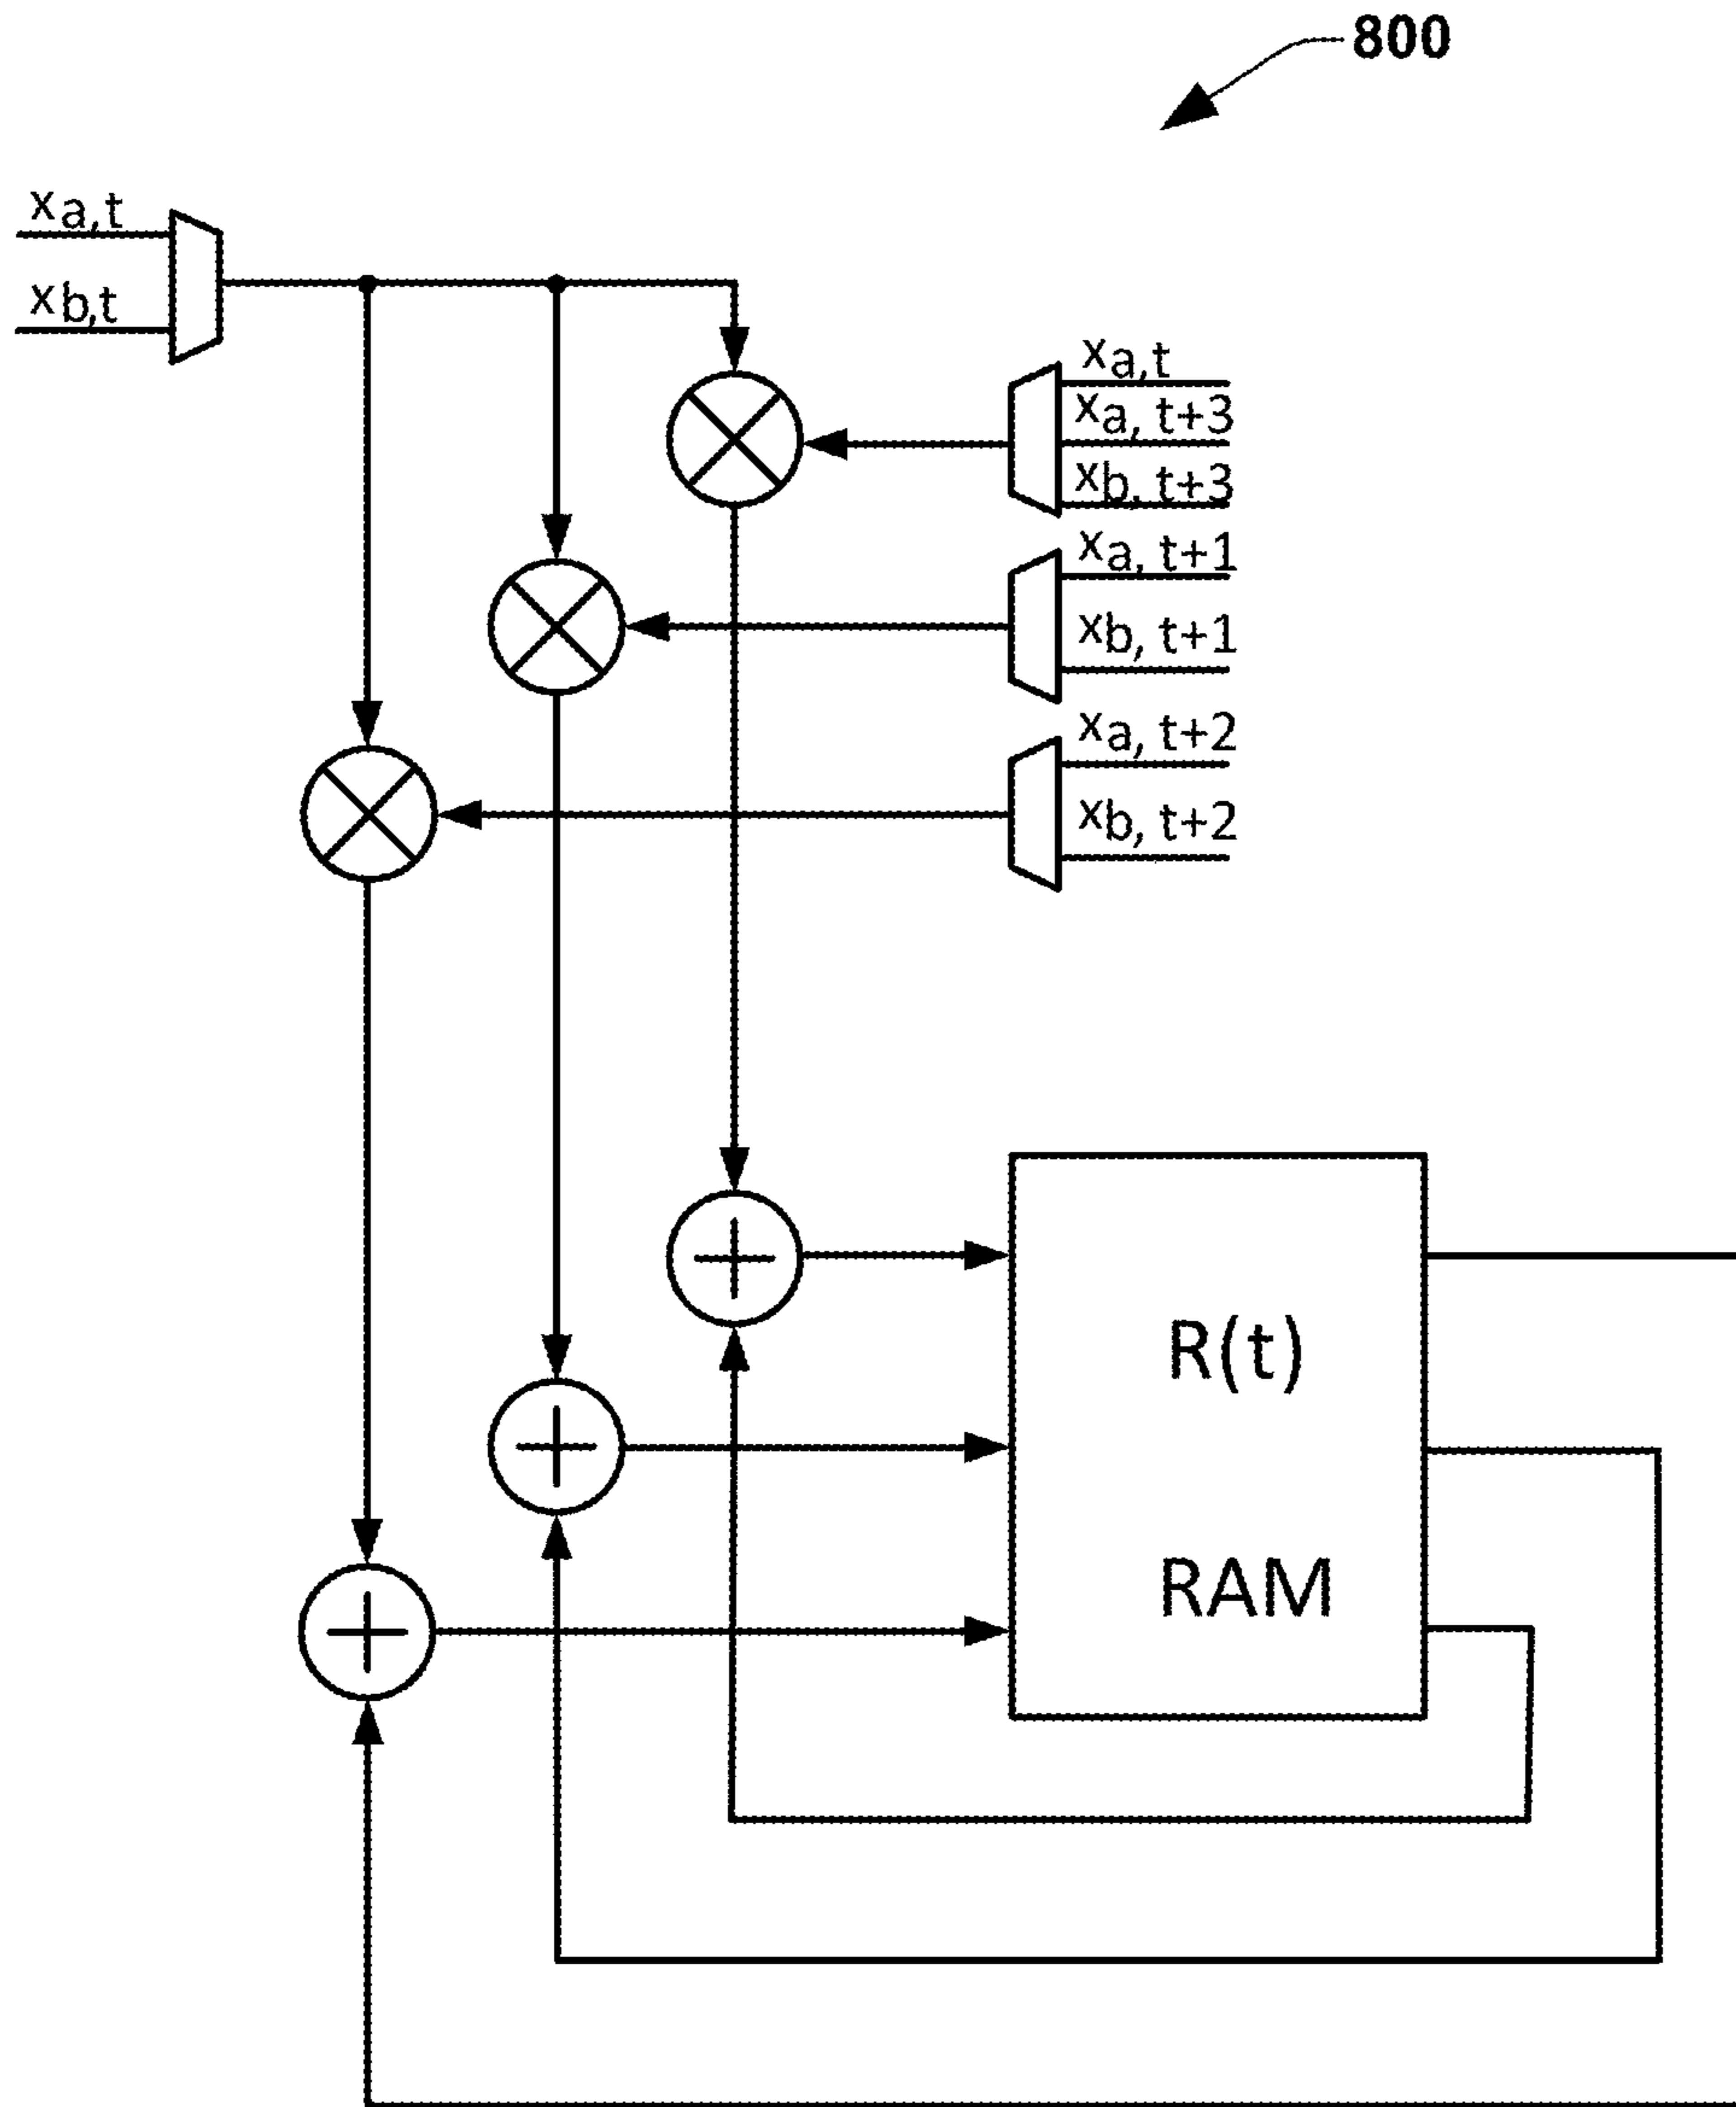 800
xa,t
xb,t
xa,t
xa, t+3
xb, t+3
xa, t+1
xb, t+1
xa, t+2
xb, t+2
R(t)
RAM